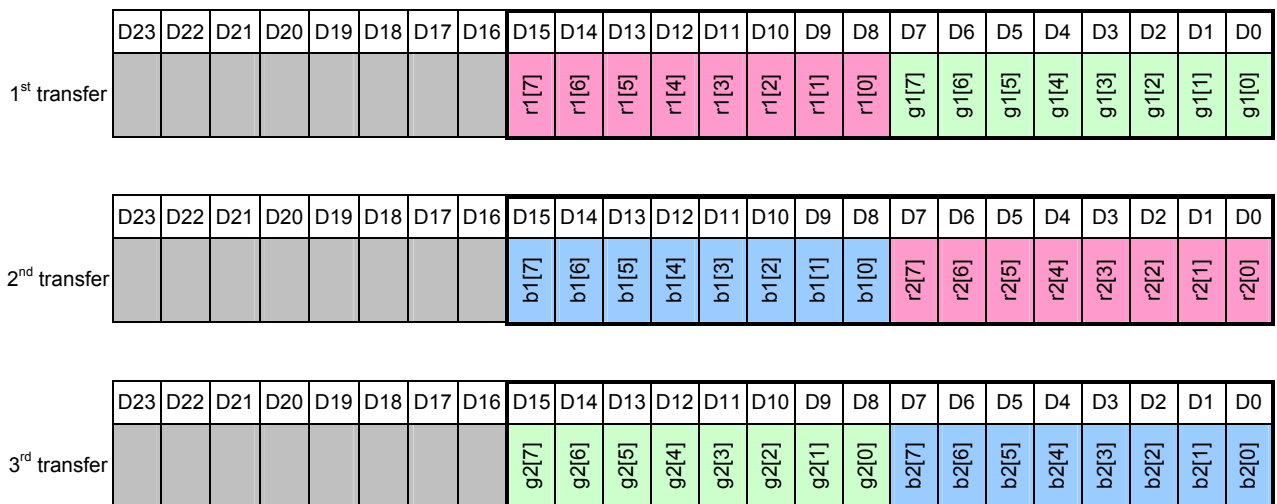 D23 D22 D21 D20 D19 D18 D17 D16 D15 D14 D13 D12 D11 D10 D9 D8 D7 D6 D5 D4 D3 D2 D1 D0
1st transfer r1[7] r1[6] r1[5] r1[4] r1[3] r1[2] r1[1] r1[0] g1[7] g1[6] g1[5] g1[4] g1[3] g1[2] g1[1] g1[0]
D23 D22 D21 D20 D19 D18 D17 D16 D15 D14 D13 D12 D11 D10 D9 D8 D7 D6 D5 D4 D3 D2 D1 D0
2nd transfer b1[7] b1[6] b1[5] b1[4] b1[3] b1[2] b1[1] b1[0] r2[7] r2[6] r2[5] r2[4] r2[3] r2[2] r2[1] r2[0]
D23 D22 D21 D20 D19 D18 D17 D16 D15 D14 D13 D12 D11 D10 D9 D8 D7 D6 D5 D4 D3 D2 D1 D0
3rd transfer g2[7] g2[6] g2[5] g2[4] g2[3] g2[2] g2[1] g2[0] b2[7] b2[6] b2[5] b2[4] b2[3] b2[2] b2[1] b2[0]